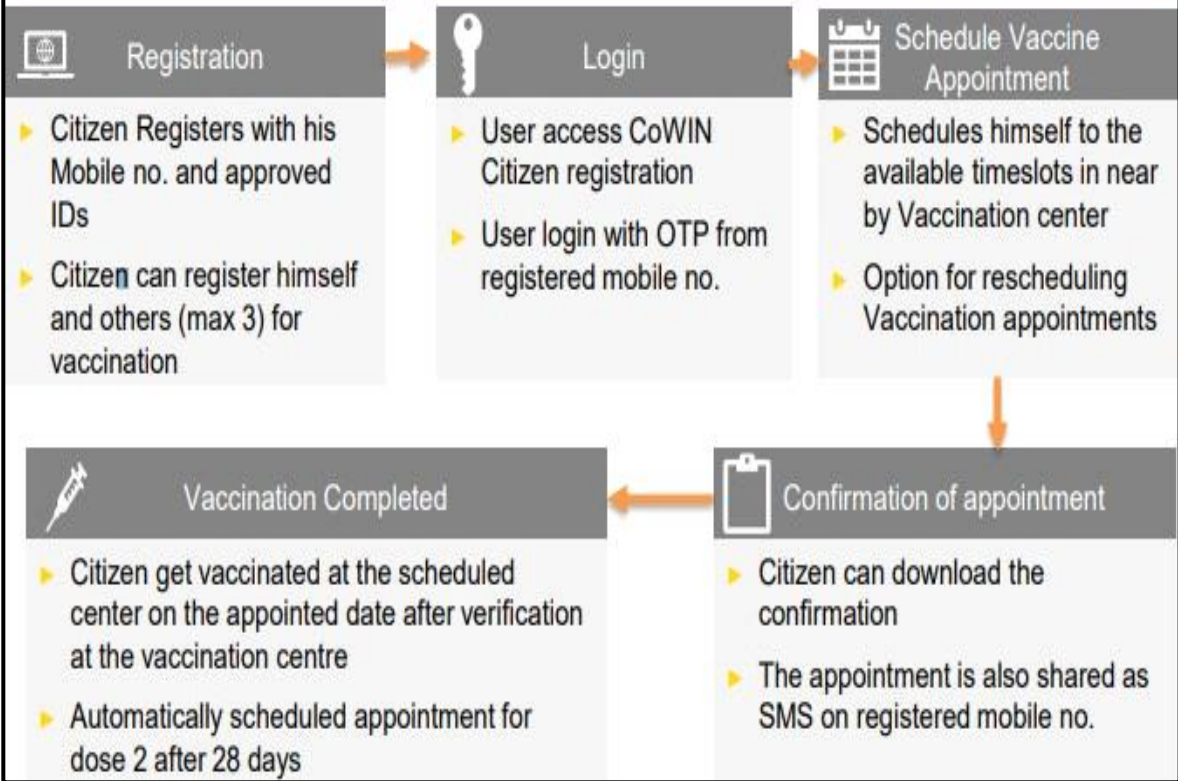 Registration
Citizen Registers with his
Mobile no. and approved
IDs
Citizen can register himself
and others (max 3) for
vaccination
Login
User access CoWIN
Citizen registration
User login with OTP from
registered mobile no.
Schedule Vaccine
Appointment
Schedules himself to the
available timeslots in near
by Vaccination center
Option for rescheduling
Vaccination appointments
Confirmation of appointment
Citizen can download the
confirmation
The appointment is also shared as
SMS on registered mobile no.
Vaccination Completed
Citizen get vaccinated at the scheduled
center on the appointed date after verification
at the vaccination centre
Automatically scheduled appointment for
dose 2 after 28 days